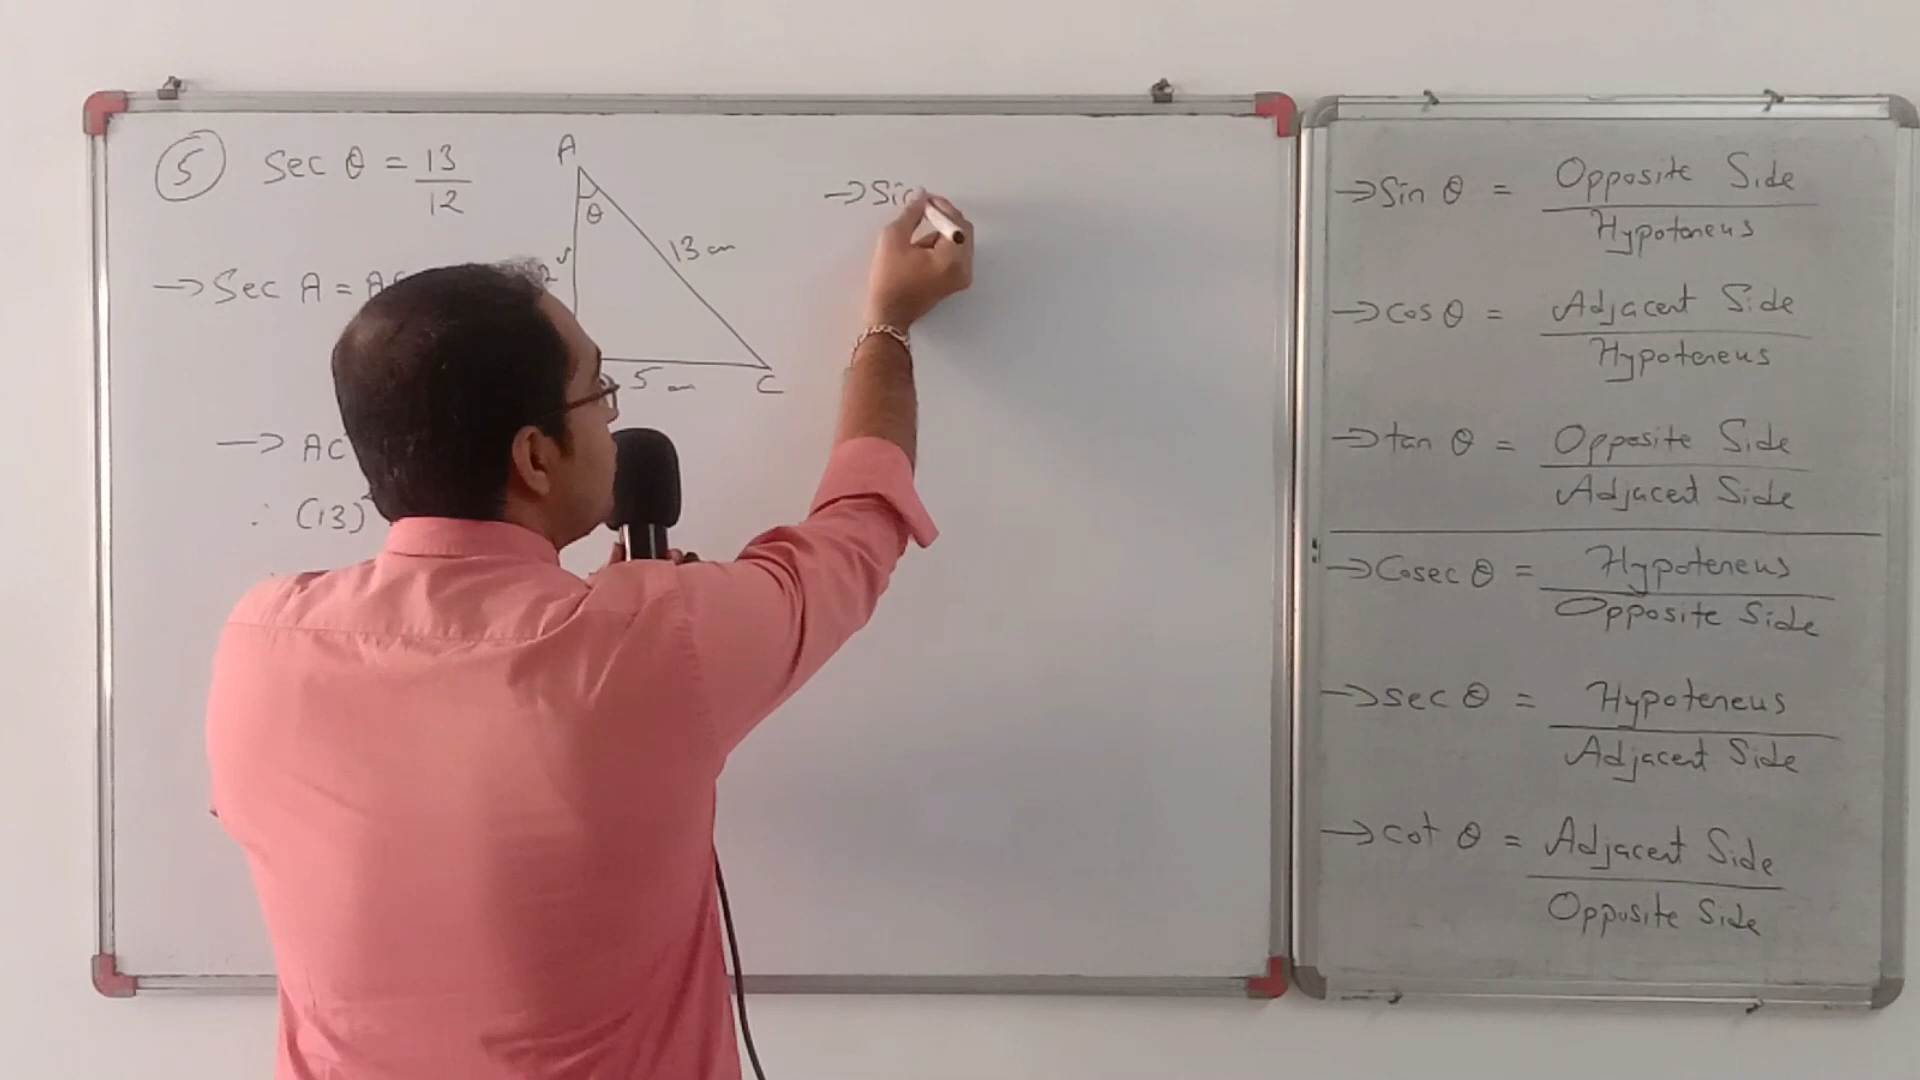 5 Sec θ = 13/12
A
θ
13 cm
5 cm
C
→ Sec A =
→ AC
∴ (13)
→ Sin
→ Sin θ = Opposite Side / Hypoteneus
→ Cos θ = Adjacent Side / Hypoteneus
→ tan θ = Opposite Side / Adjacent Side
→ Cosec θ = Hypoteneus / Opposite Side
→ Sec θ = Hypoteneus / Adjacent Side
→ Cot θ = Adjacent Side / Opposite Side